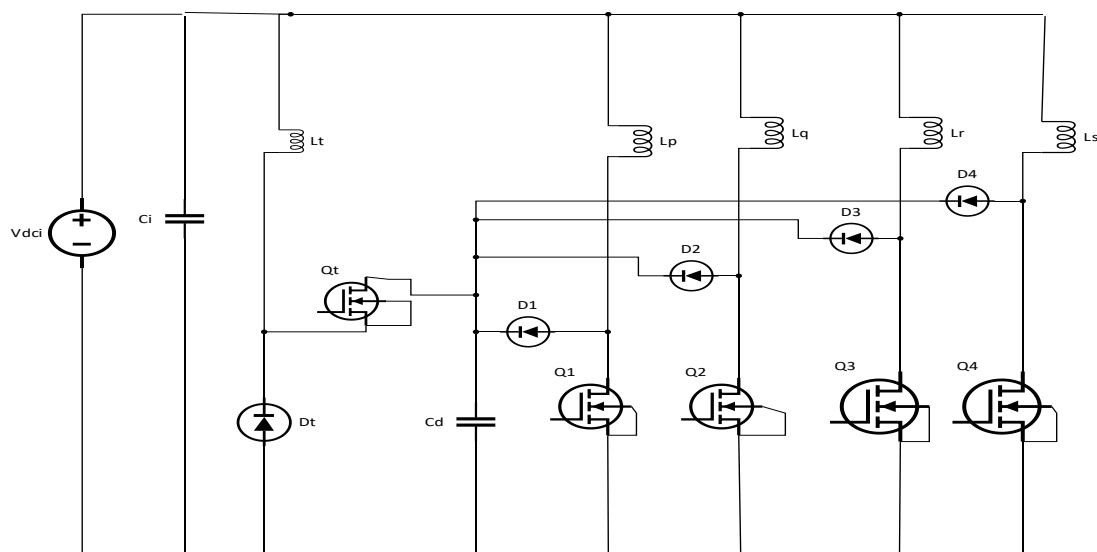 Lt
Lp
Lq
Lr
Ls
D4
Ci
D3
Vdci
D2
Qt
D1
Q1
Q2
Q3
Q4
Dt
Cd